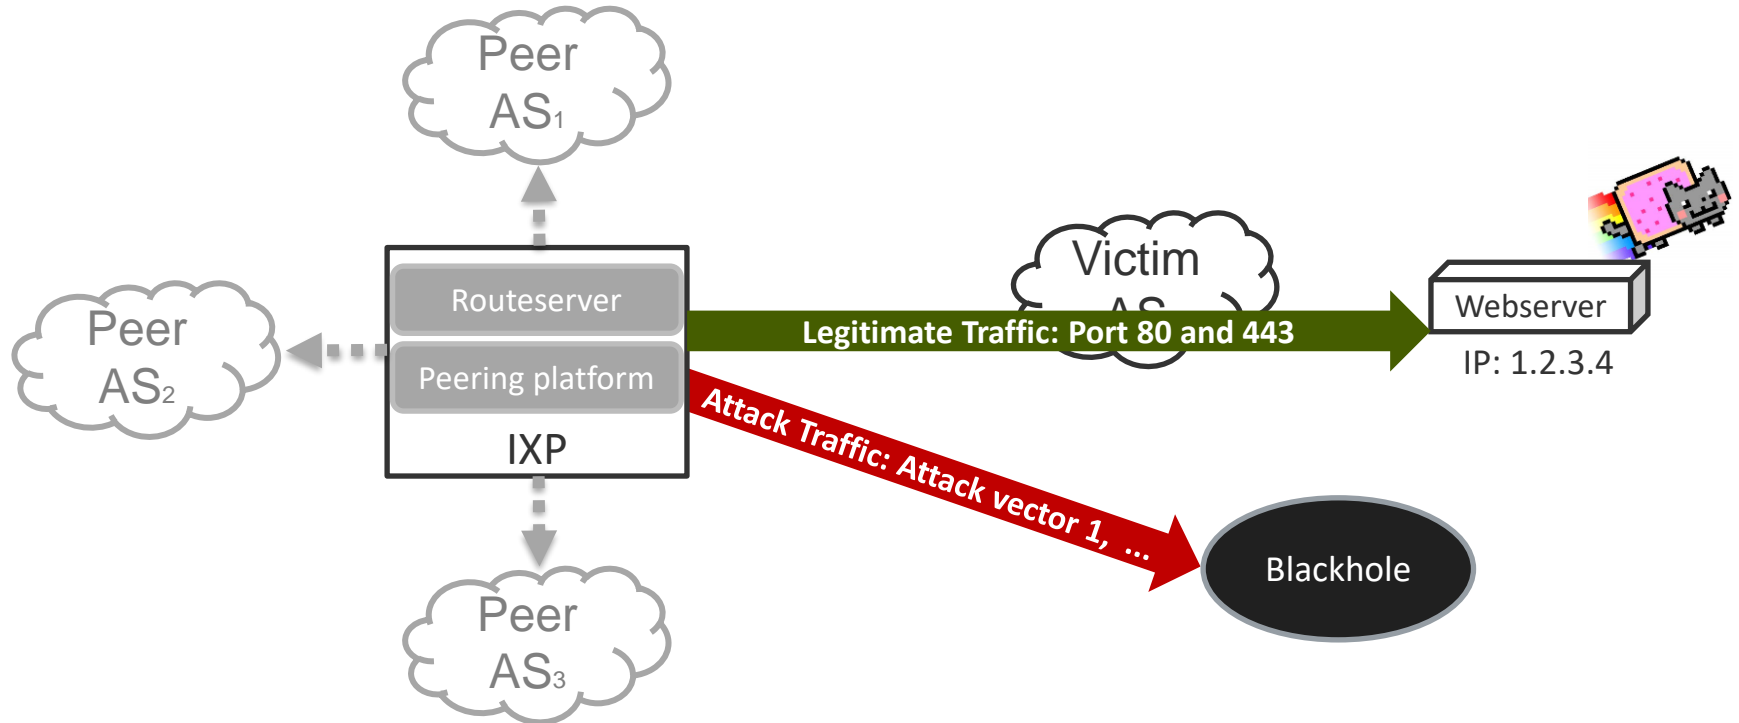 Peer
AS₁
Peer
AS₂
Routeserver
Peering platform
IXP
Peer
AS₃
Victim
AS
Legitimate Traffic: Port 80 and 443
Attack Traffic: Attack vector 1, ...
Webserver
IP: 1.2.3.4
Blackhole